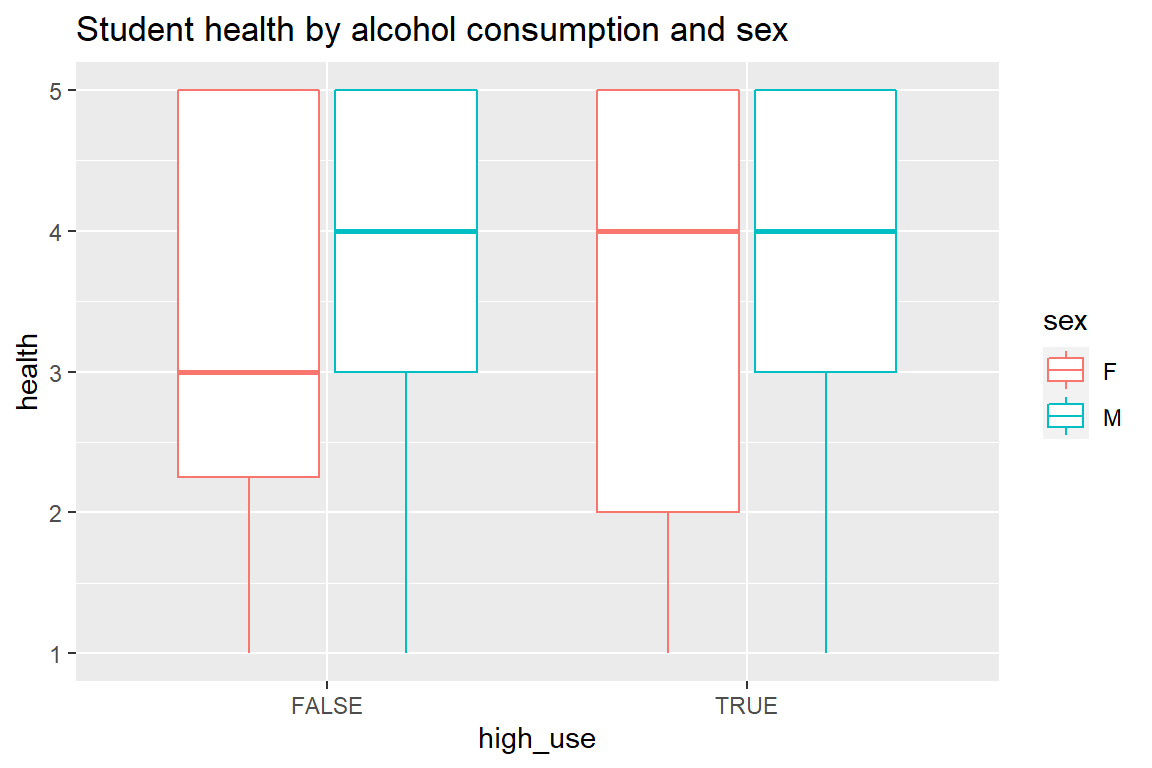 Student health by alcohol consumption and sex
5
4
3
2
1
health
FALSE
TRUE
high_use
sex
F
M